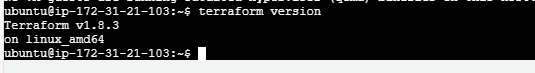 ubuntu@ip-172-31-21-103:~$ terraform version
Terraform v1.8.3
on linux_amd64
ubuntu@ip-172-31-21-103:~$